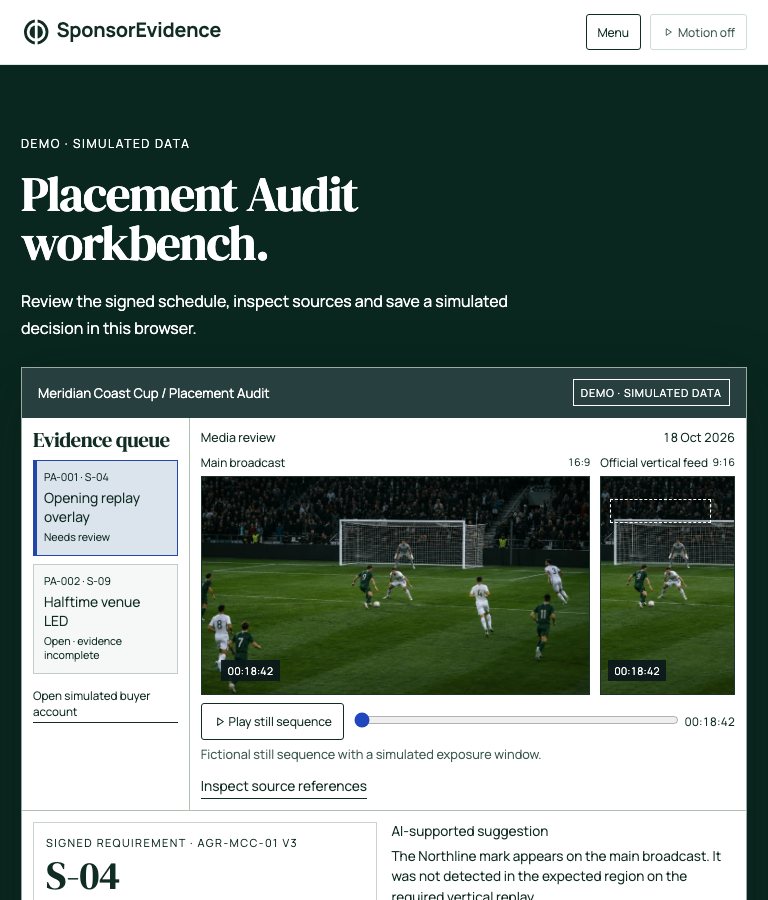 SponsorEvidence
Menu
Motion off
DEMO · SIMULATED DATA
Placement Audit
workbench.
Review the signed schedule, inspect sources and save a simulated
decision in this browser.
Meridian Coast Cup / Placement Audit
DEMO · SIMULATED DATA
Evidence queue
PA-001 · S-04
Opening replay
overlay
Needs review
PA-002 · S-09
Halftime venue
LED
Open · evidence
incomplete
Open simulated buyer
account
Media review
18 Oct 2026
Main broadcast
16:9
Official vertical feed 9:16
8
7
9
4
11
00:18:42
00:18:42
Play still sequence
00:18:42
Fictional still sequence with a simulated exposure window.
Inspect source references
SIGNED REQUIREMENT · AGR-MCC-01 V3
S-04
AI-supported suggestion
The Northline mark appears on the main broadcast. It
was not detected in the expected region on the
required vertical replay.